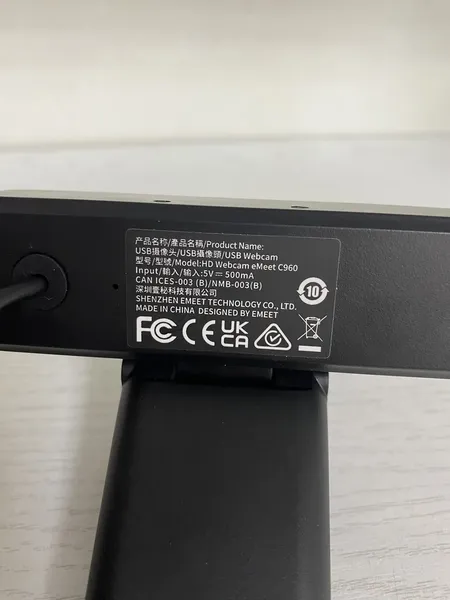 产品名称/產品名稱/Product Name:
USB摄像头/USB攝像頭/USB Webcam
型号/型號/Model:HD Webcam eMeet C960
Input/输入/輸入:5V⎓500mA
CAN ICES-003 (B)/NMB-003(B)
深圳壹秘科技有限公司
SHENZHEN EMEET TECHNOLOGY CO., LTD.
MADE IN CHINA DESIGNED BY EMEET
10
FC CE UK
CA